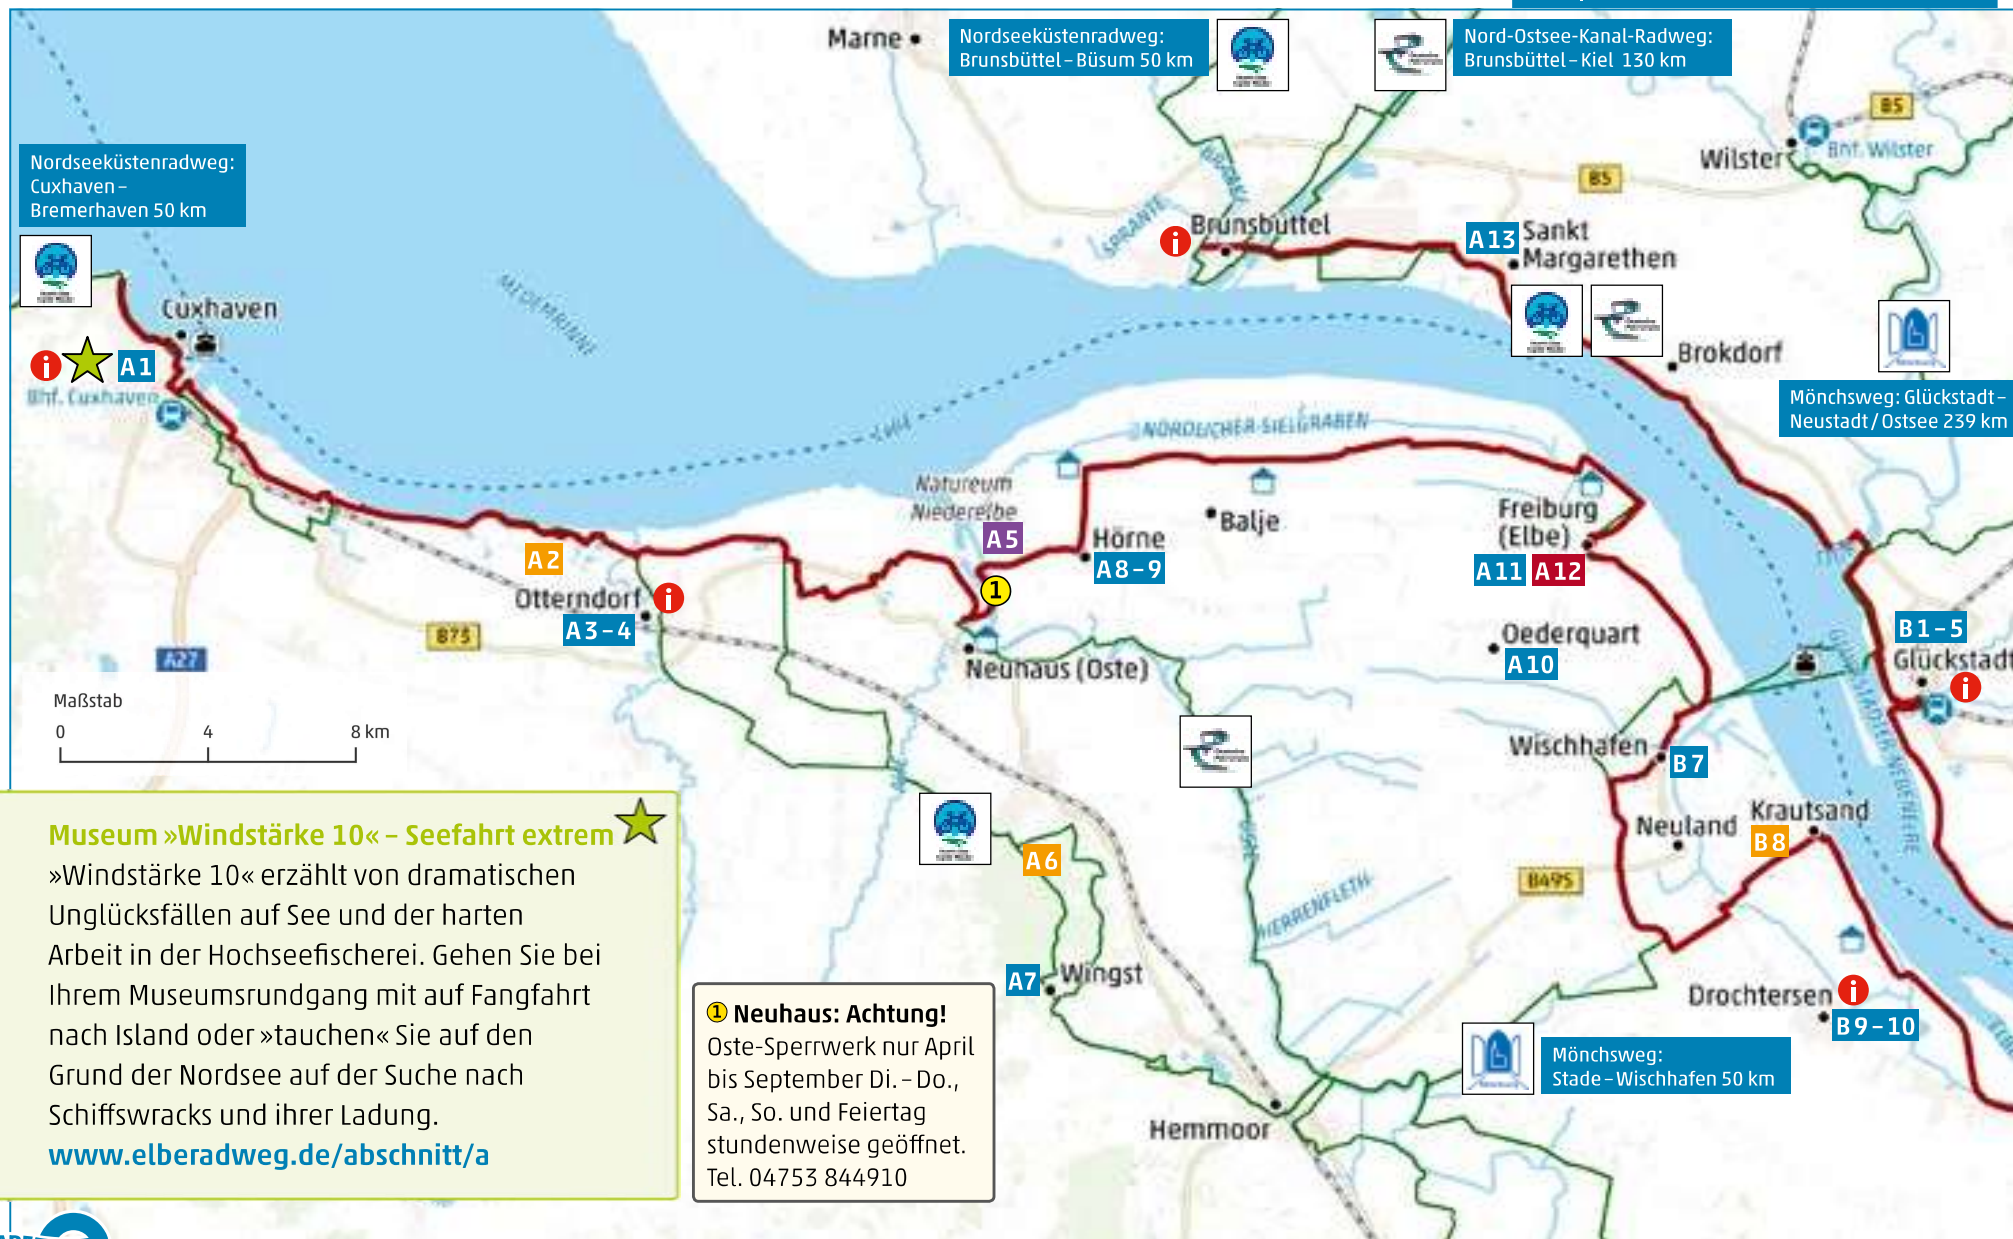 Marne
Nordseeküstenradweg:
Brunsbüttel – Büsum 50 km
Nord-Ostsee-Kanal-Radweg:
Brunsbüttel – Kiel 130 km
B5
Wilster
Bhf. Wilster
B5
Nordseeküstenradweg:
Cuxhaven –
Bremerhaven 50 km
Brunsbüttel
i
A13
Sankt
Margarethen
MEDEMRINNE
Cuxhaven
i
A1
Bhf. Cuxhaven
Brokdorf
Mönchsweg: Glückstadt –
Neustadt / Ostsee 239 km
NÖRDLICHER SIELGRABEN
Natureum
Niederelbe
A5
Hörne
A8–9
Balje
Freiburg
(Elbe)
A11
A12
A2
Otterndorf
i
A3–4
1
Neuhaus (Oste)
Oederquart
A10
B1–5
Glückstadt
i
B73
A27
Maßstab
0 4 8 km
Wischhafen
B7
Neuland
Krautsand
B8
B495
A6
A7
Wingst
Drochtersen
i
B9–10
Mönchsweg:
Stade – Wischhafen 50 km
Hemmoor
Museum »Windstärke 10« – Seefahrt extrem
»Windstärke 10« erzählt von dramatischen
Unglücksfällen auf See und der harten
Arbeit in der Hochseefischerei. Gehen Sie bei
Ihrem Museumsrundgang mit auf Fangfahrt
nach Island oder »tauchen« Sie auf den
Grund der Nordsee auf der Suche nach
Schiffswracks und ihrer Ladung.
www.elberadweg.de/abschnitt/a
1 Neuhaus: Achtung!
Oste-Sperrwerk nur April
bis September Di. – Do.,
Sa., So. und Feiertag
stundenweise geöffnet.
Tel. 04753 844910